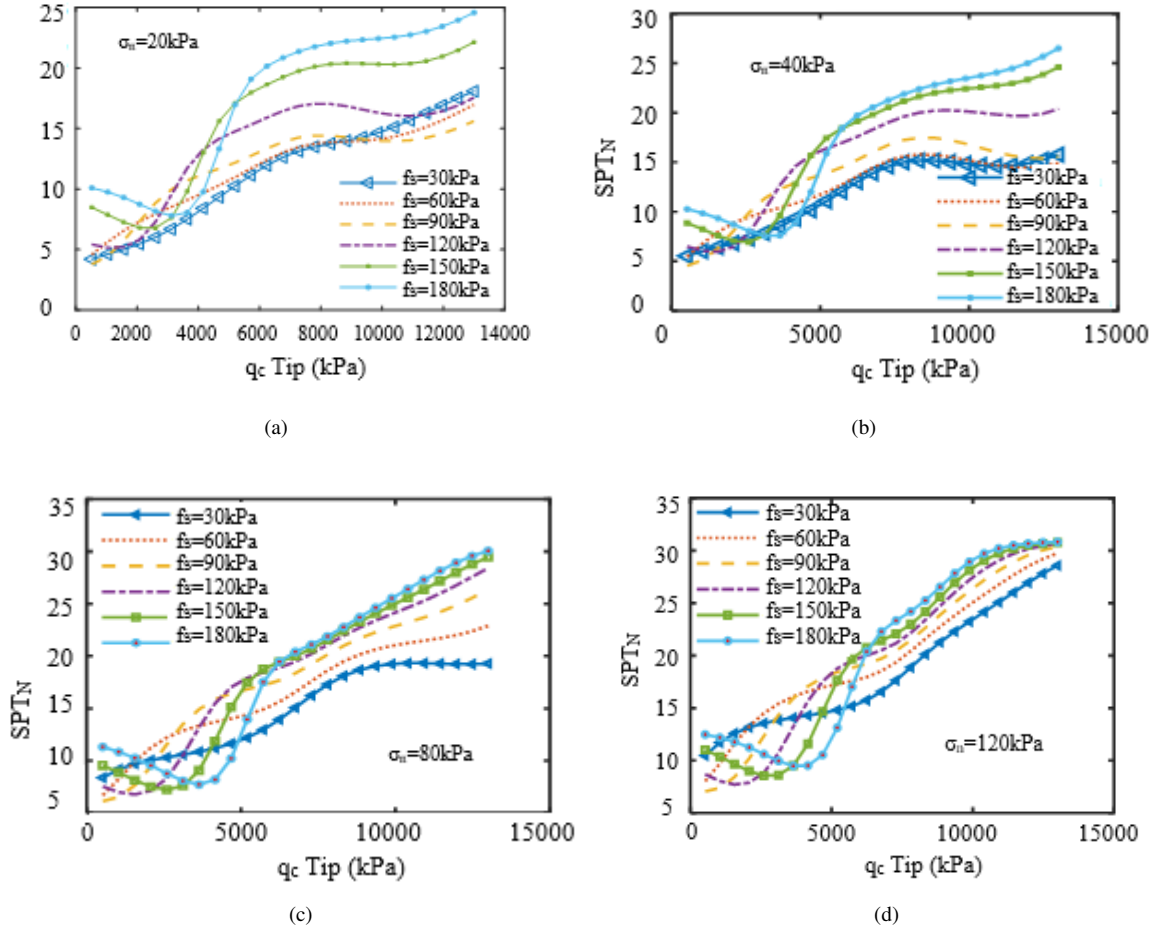 25
20
15
10
5
0
σn=20kPa
fs=30kPa
fs=60kPa
fs=90kPa
fs=120kPa
fs=150kPa
fs=180kPa
0 2000 4000 6000 8000 10000 12000 14000
qc Tip (kPa)
(a)
SPTN
30
25
20
15
10
5
0
σn=40kPa
fs=30kPa
fs=60kPa
fs=90kPa
fs=120kPa
fs=150kPa
fs=180kPa
0 5000 10000 15000
qc Tip (kPa)
(b)
SPTN
35
30
25
20
15
10
5
fs=30kPa
fs=60kPa
fs=90kPa
fs=120kPa
fs=150kPa
fs=180kPa
σn=80kPa
0 5000 10000 15000
qc Tip (kPa)
(c)
SPTN
35
30
25
20
15
10
5
fs=30kPa
fs=60kPa
fs=90kPa
fs=120kPa
fs=150kPa
fs=180kPa
σn=120kPa
0 5000 10000 15000
qc Tip (kPa)
(d)